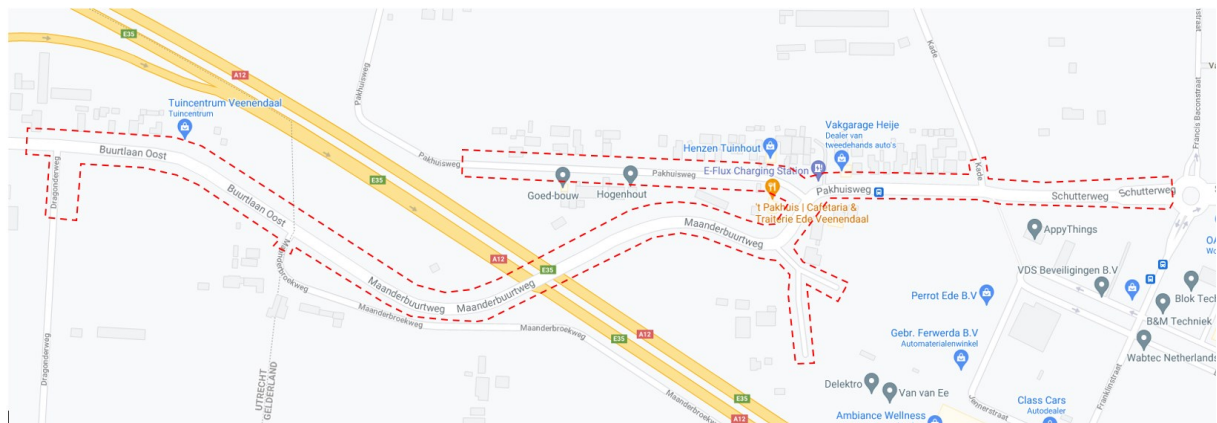 E35
A12
Pakhuisweg
Kade
Francis Baconstraat
Tuincentrum Veenendaal
Tuincentrum
Buurtlaan Oost
Dragonderweg
Pakhuisweg
Henzen Tuinhout
Vakgarage Heije
Dealer van
tweedehands auto's
E-Flux Charging Station
Kade
E35
Pakhuisweg
Goed-bouw
Hogenhout
Pakhuisweg
Schutterweg
Schutterweg
't Pakhuis | Cafetaria &
Traiterie Ede Veenendaal
Buurtlaan Oost
Maanderbuurtweg
AppyThings
Maanderbroekweg
A12
E35
VDS Beveiligingen B.V
Maanderbuurtweg
Maanderbuurtweg
Perrot Ede B.V
Blok Tech
B&M Techniek
Maanderbroekweg
Maanderbroekweg
E35
A12
Gebr. Ferwerda B.V
Automaterialenwinkel
Wabtec Netherlands
Dragonderweg
UTRECHT
GELDERLAND
Maanderbroekweg
Delektro
Van van Ee
Franklinstraat
E35
A12
Ambiance Wellness
Class Cars
Autodealer